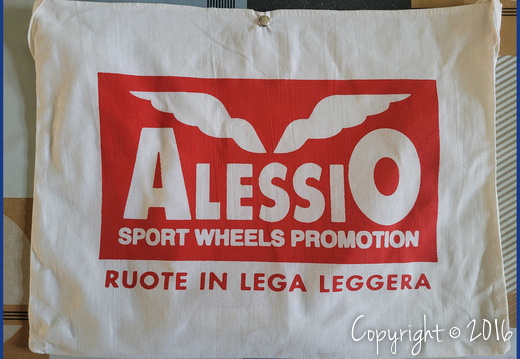 ALESSIO
SPORT WHEELS PROMOTION
RUOTE IN LEGA LEGGERA
Copyright © 2016